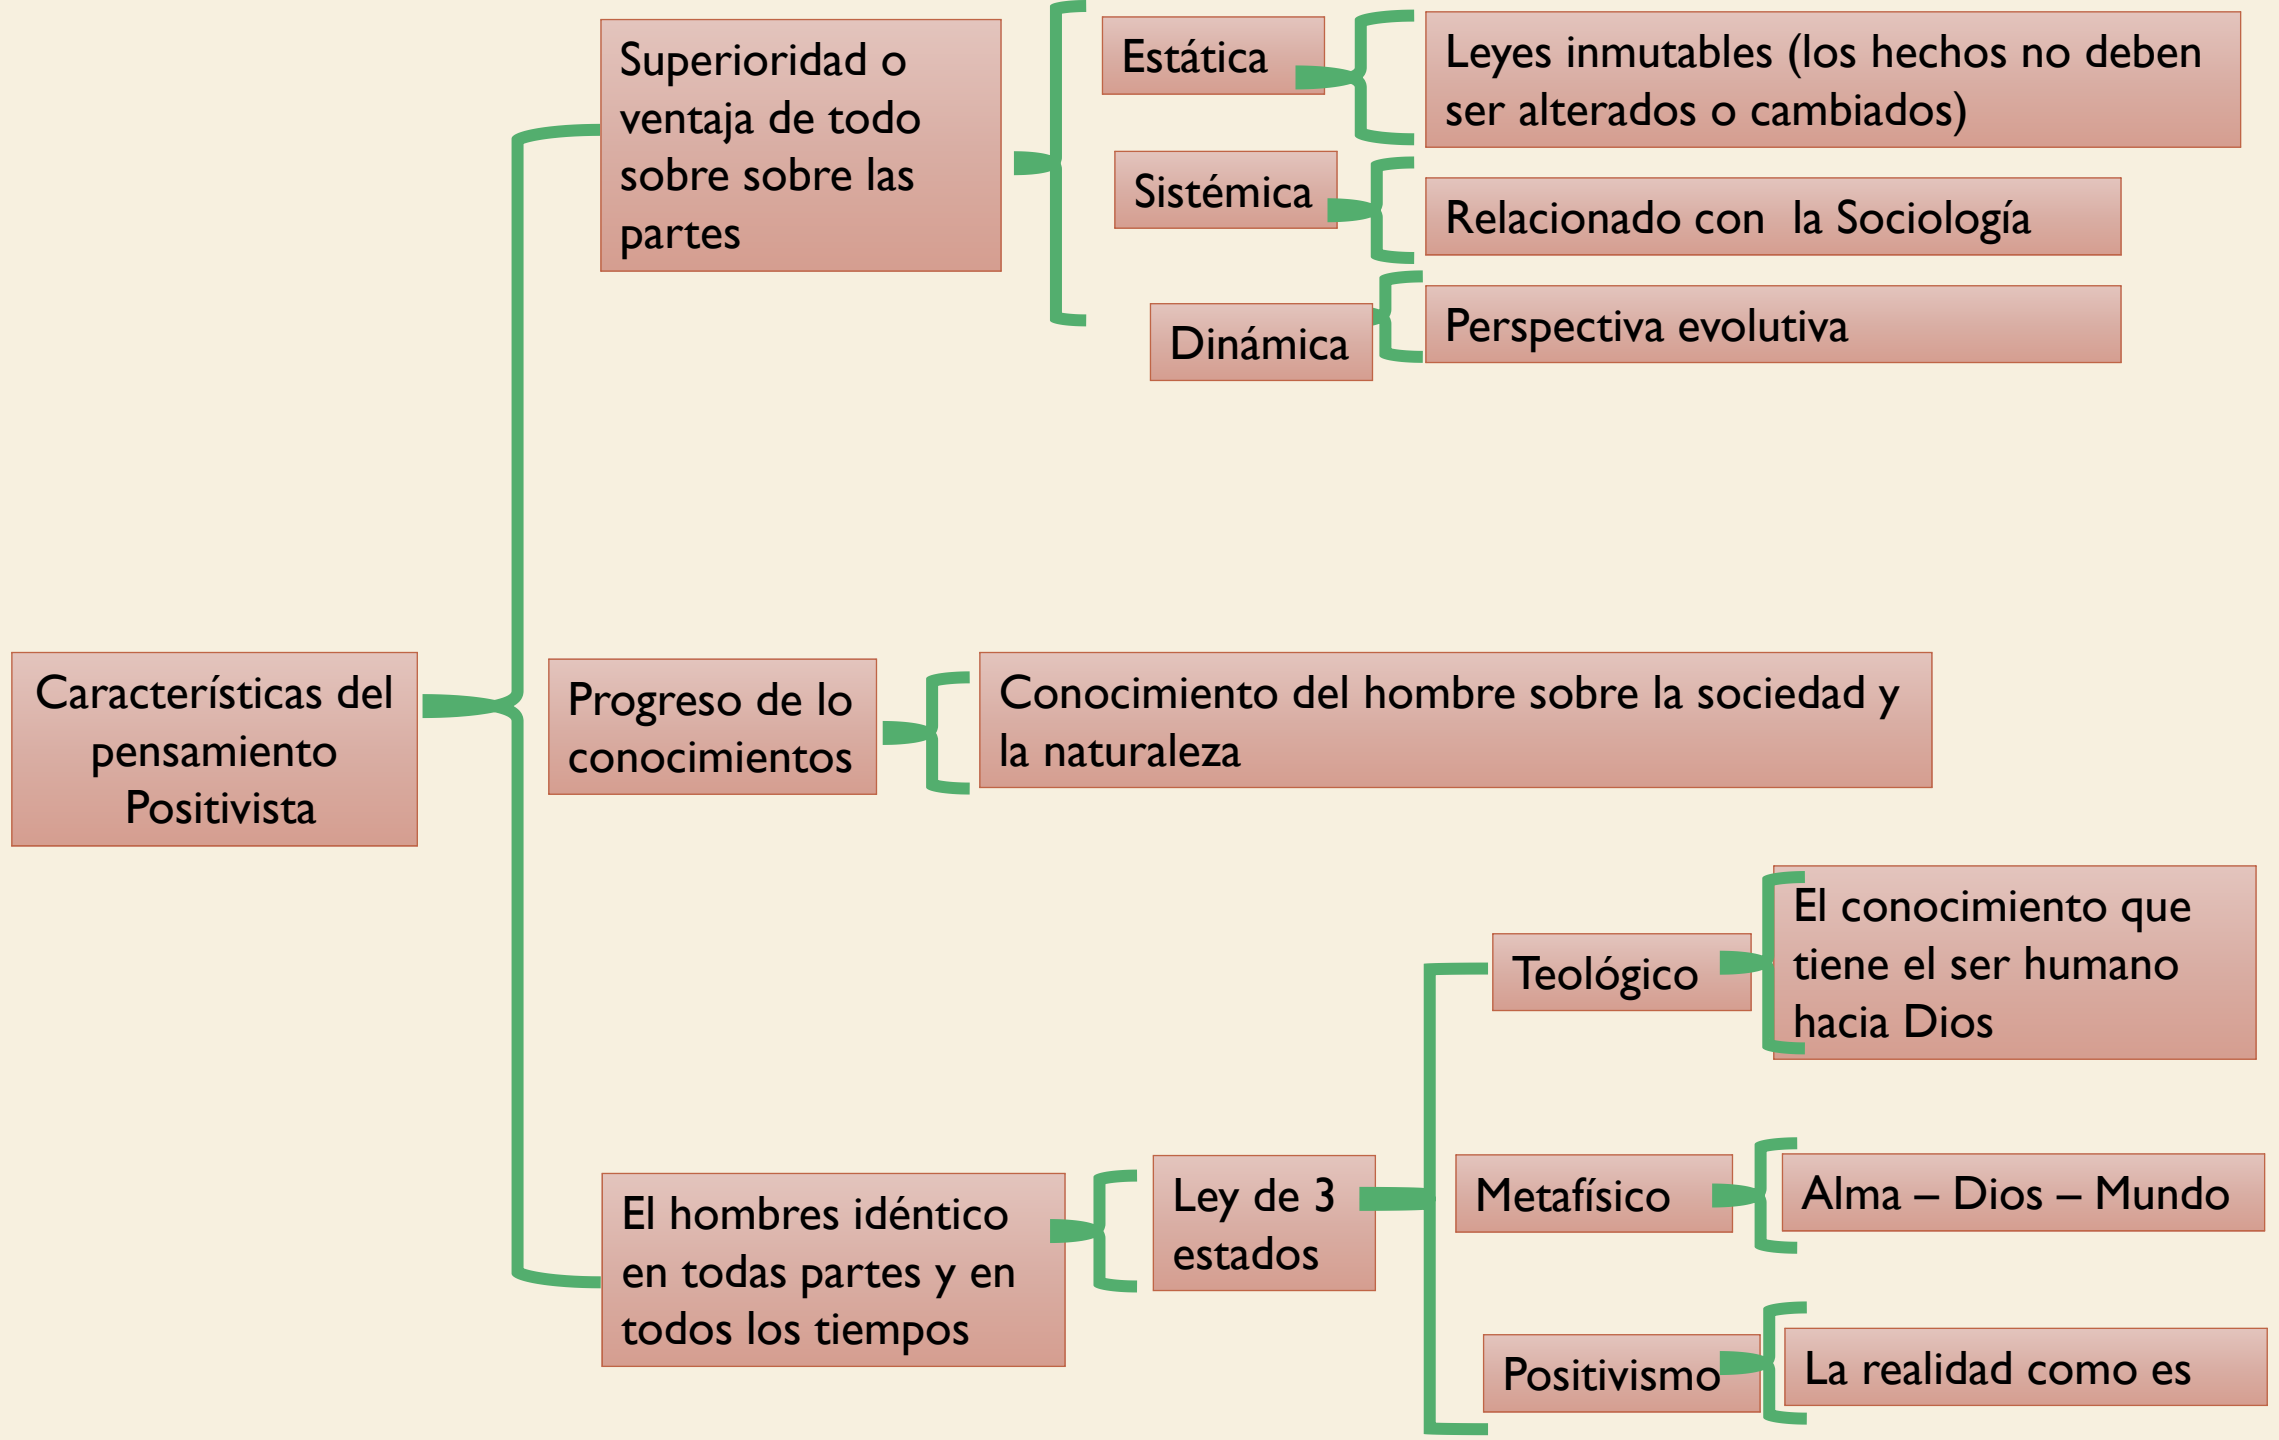 Superioridad o
ventaja de todo
sobre sobre las
partes
Estática
Leyes inmutables (los hechos no deben
ser alterados o cambiados)
Sistémica
Relacionado con  la Sociología
Dinámica
Perspectiva evolutiva
Características del
pensamiento
Positivista
Progreso de lo
conocimientos
Conocimiento del hombre sobre la sociedad y
la naturaleza
El hombres idéntico
en todas partes y en
todos los tiempos
Ley de 3
estados
Teológico
El conocimiento que
tiene el ser humano
hacia Dios
Metafísico
Alma – Dios – Mundo
Positivismo
La realidad como es